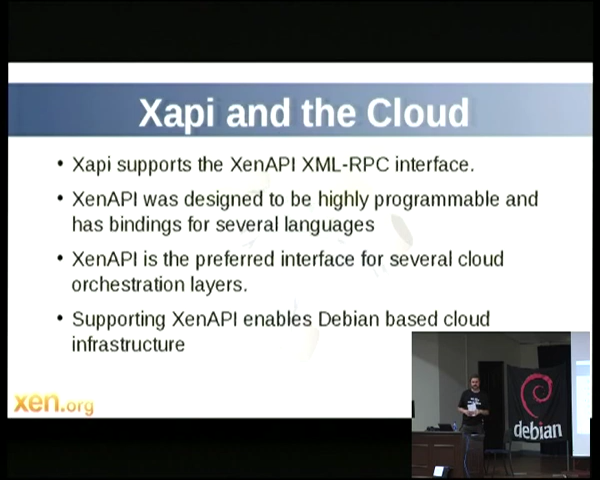 Xapi and the Cloud
• Xapi supports the XenAPI XML-RPC interface.
• XenAPI was designed to be highly programmable and
has bindings for several languages
• XenAPI is the preferred interface for several cloud
orchestration layers.
• Supporting XenAPI enables Debian based cloud
infrastructure
xen.org
debian